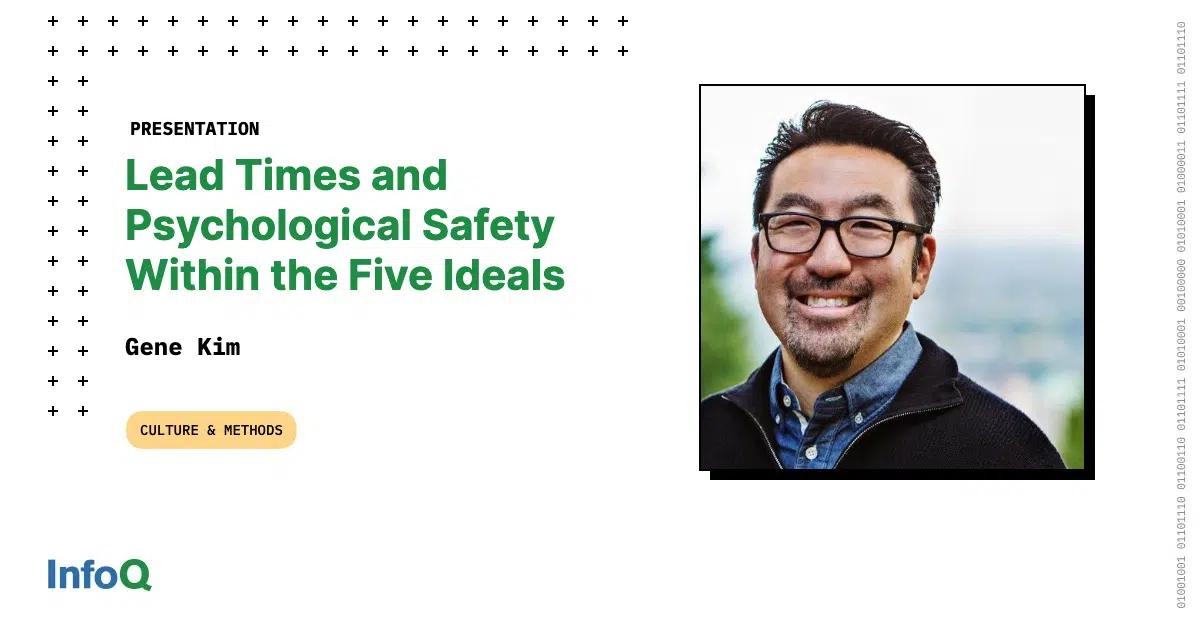 PRESENTATION
Lead Times and
Psychological Safety
Within the Five Ideals
Gene Kim
CULTURE & METHODS
InfoQ
01001001 01101110 01100110 01101111 01010001 00100000 01010001 01000011 01101111 01101110